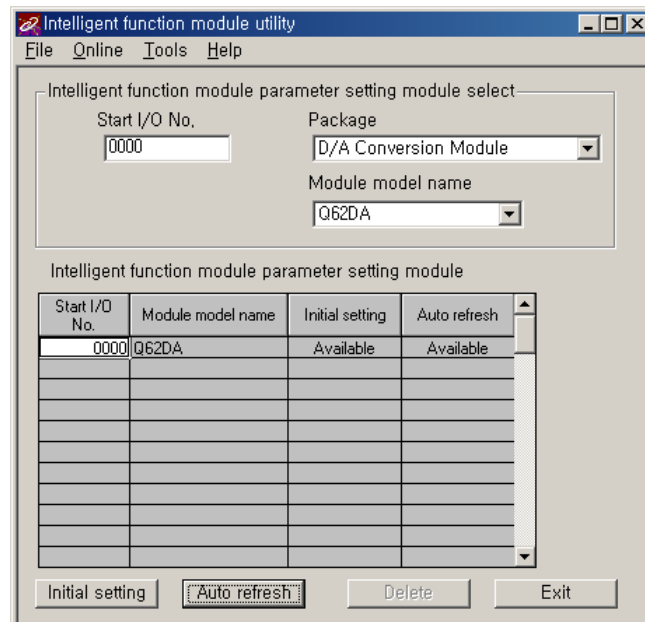 Intelligent function module utility
File Online Tools Help
Intelligent function module parameter setting module select
Start I/O No.
Package
0000
D/A Conversion Module
Module model name
Q62DA
Intelligent function module parameter setting module
Start I/O No. Module model name Initial setting Auto refresh
0000 Q62DA Available Available
Initial setting Auto refresh Delete Exit